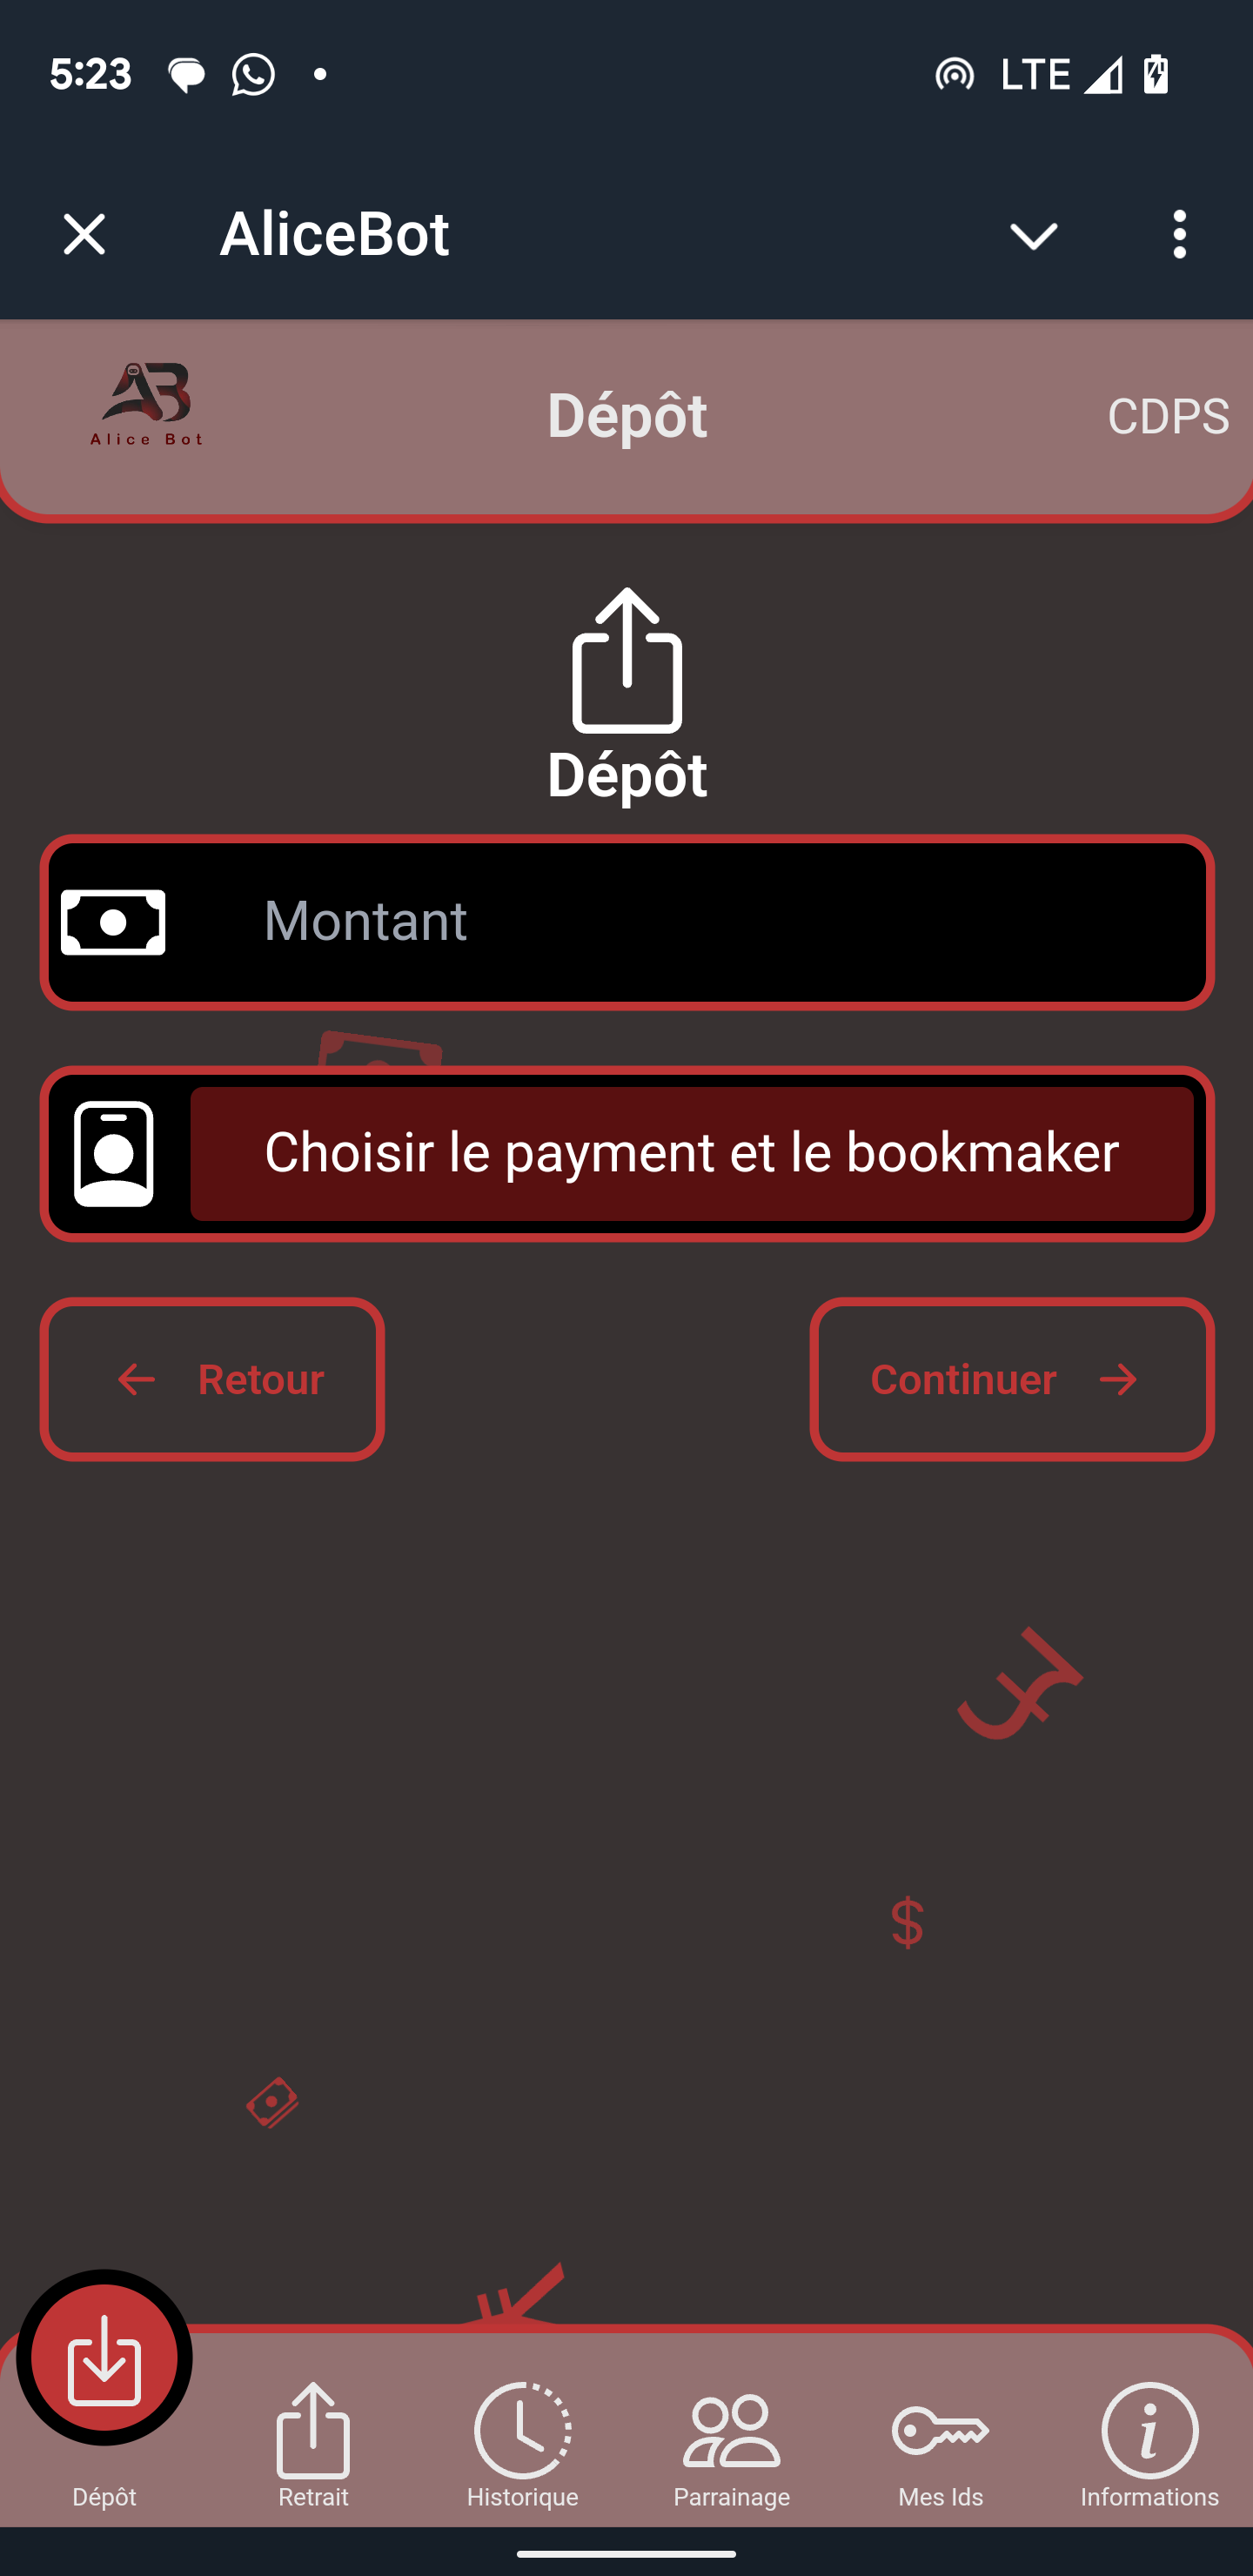 5:23
LTE
AliceBot
Alice Bot
Dépôt
CDPS
Dépôt
Montant
Choisir le payment et le bookmaker
Retour
Continuer
$
Dépôt
Retrait
Historique
Parrainage
Mes Ids
Informations